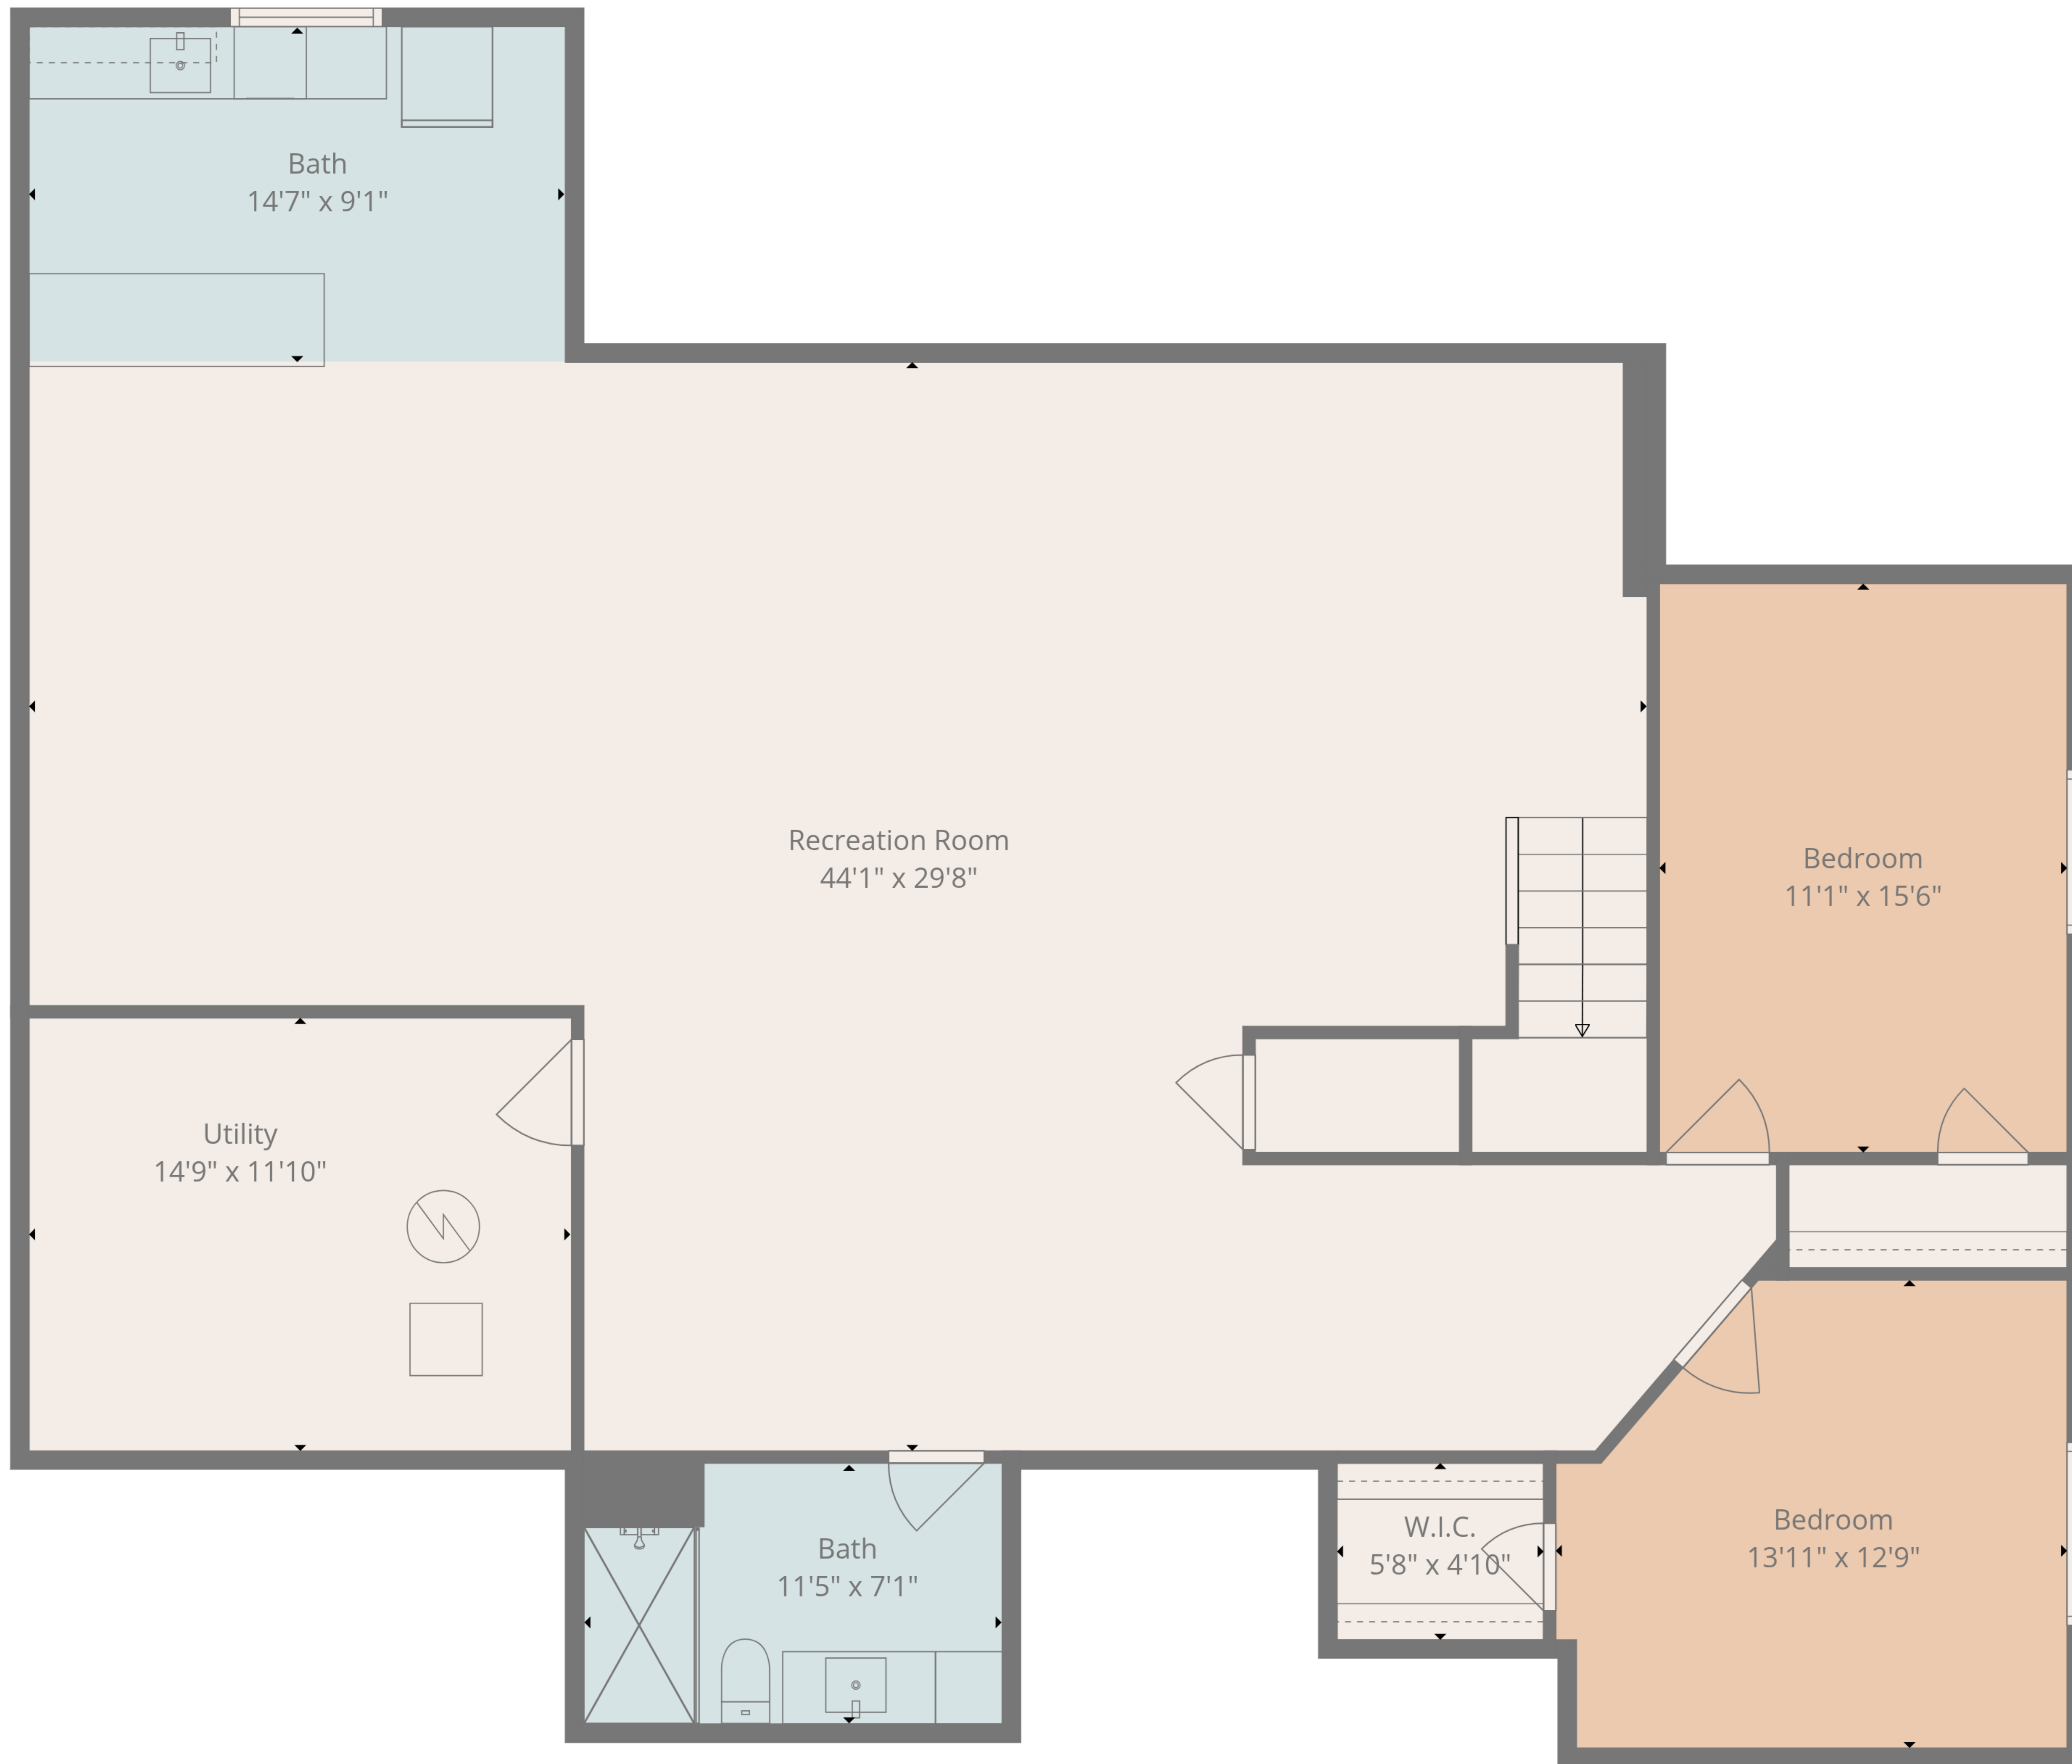 Bath
14'7" x 9'1"
Recreation Room
44'1" x 29'8"
Bedroom
11'1" x 15'6"
Utility
14'9" x 11'10"
Bath
11'5" x 7'1"
W.I.C.
5'8" x 4'10"
Bedroom
13'11" x 12'9"